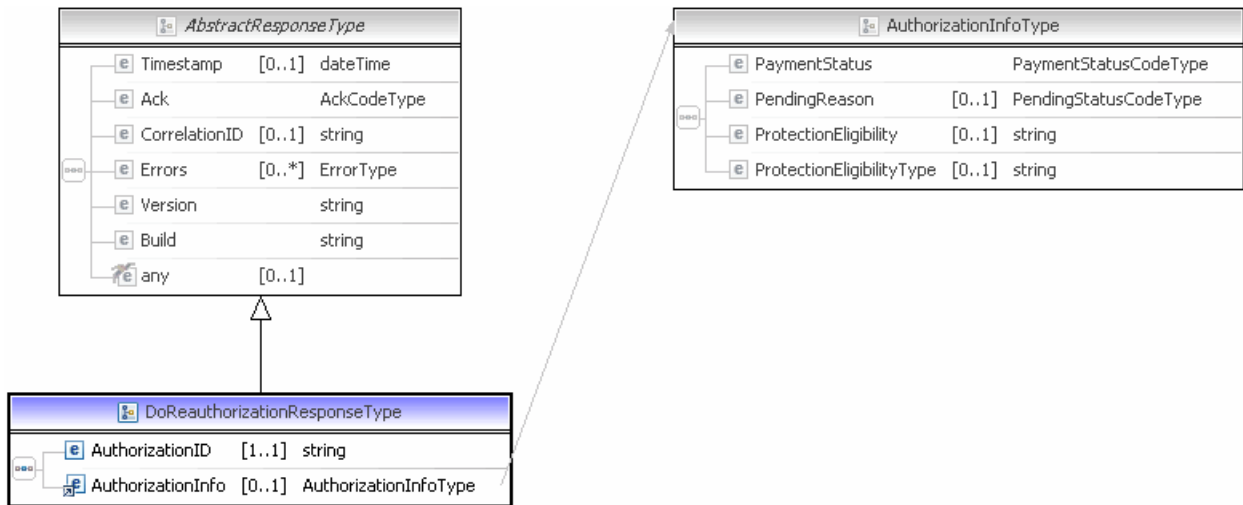 AbstractResponseType
e Timestamp [0..1] dateTime
e Ack AckCodeType
e CorrelationID [0..1] string
e Errors [0..*] ErrorType
e Version string
e Build string
e any [0..1]
AuthorizationInfoType
e PaymentStatus PaymentStatusCodeType
e PendingReason [0..1] PendingStatusCodeType
e ProtectionEligibility [0..1] string
e ProtectionEligibilityType [0..1] string
DoReauthorizationResponseType
e AuthorizationID [1..1] string
e AuthorizationInfo [0..1] AuthorizationInfoType